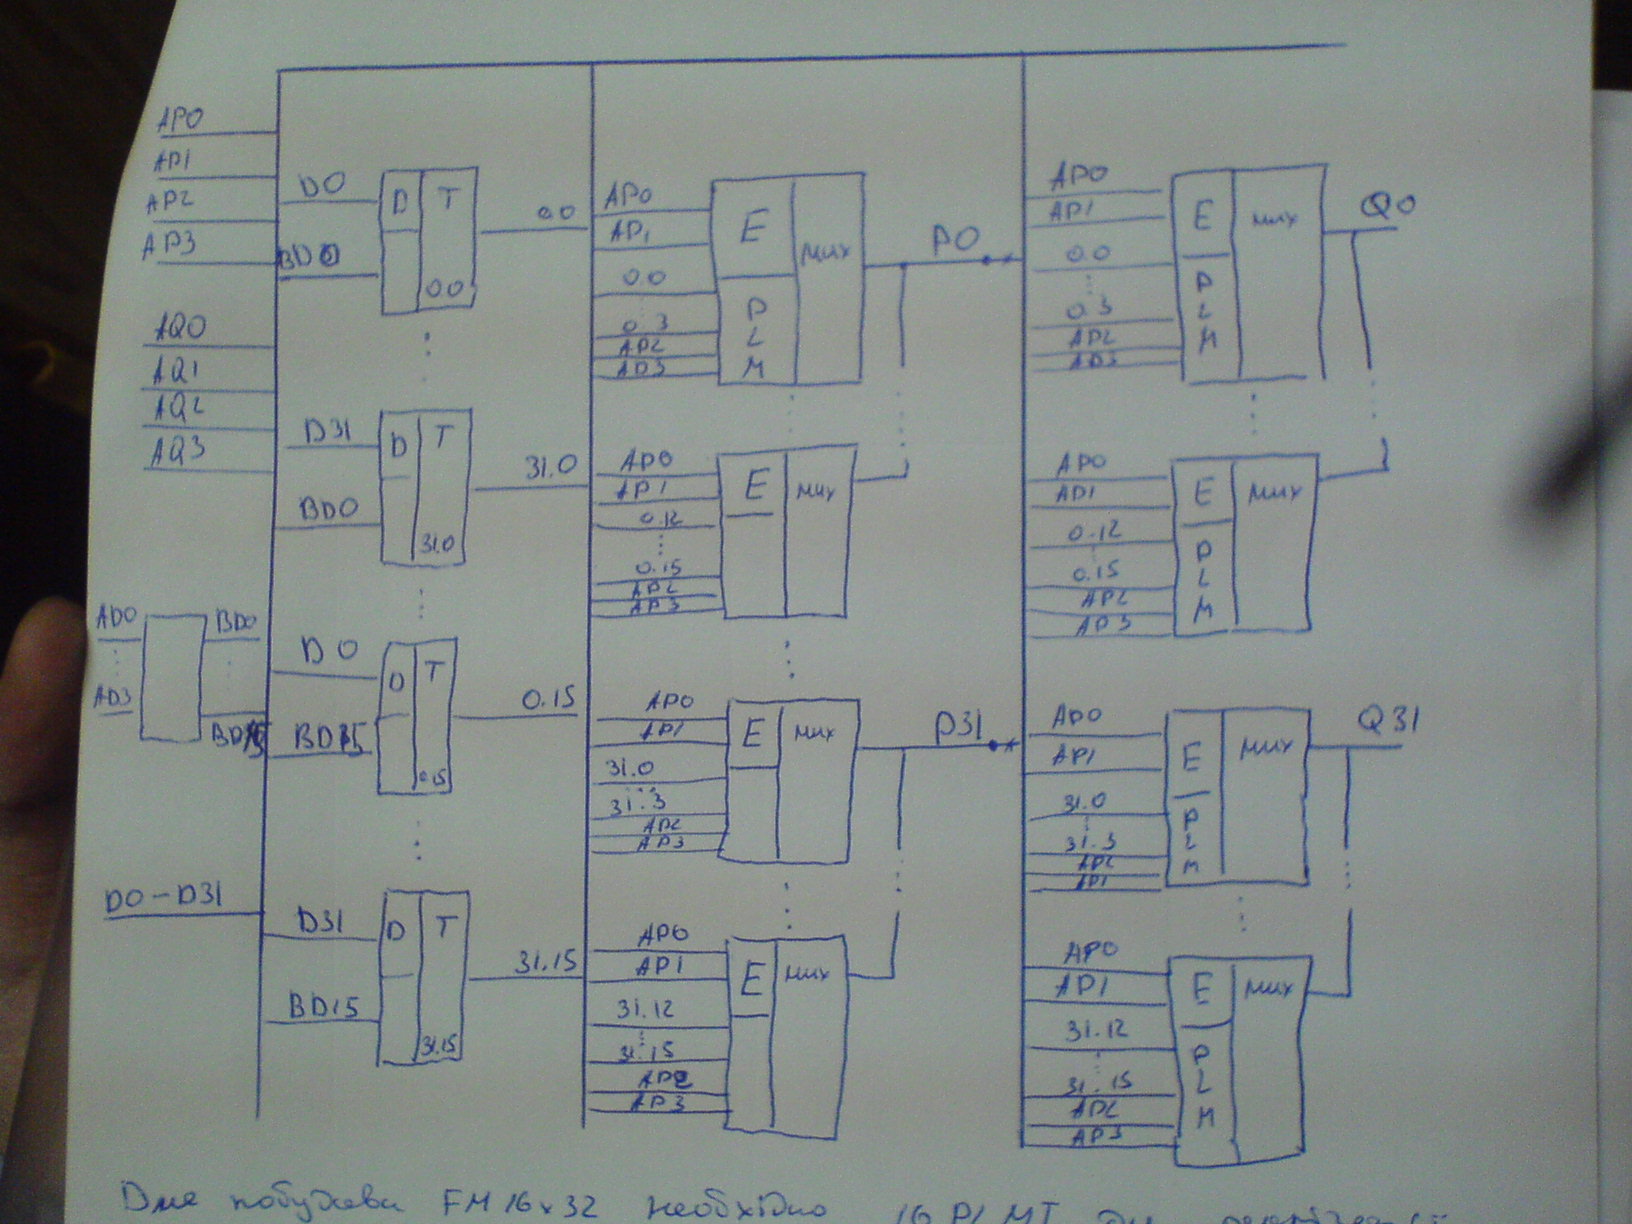 AP0
AP1
AP2
AP3
AQ0
AQ1
AQ2
AQ3
AD0
BD0
AD3
BD15
D0-D31
D0
D
T
BD0
0.0
0.0
D31
D
T
31.0
BD0
31.0
D0
D
T
0.15
BD15
0.15
D31
D
T
31.15
BD15
31.15
AP0
AP1
E
MUX
0.0
0.3
AP2
AP3
P
L
M
P0
AP0
AP1
E
MUX
0.12
0.15
AP2
AP3
AP0
AP1
E
MUX
31.0
31.3
AP2
AP3
P31
AP0
AP1
E
MUX
31.12
31.15
AP2
AP3
AP0
AP1
E
MUX
Q0
0.0
0.3
AP2
AP3
P
L
M
AP0
AP1
E
MUX
0.12
0.15
AP2
AP3
P
L
M
AP0
AP1
E
MUX
Q31
31.0
31.3
AP2
AP1
P
L
M
AP0
AP1
E
MUX
31.12
31.15
AP2
AP3
P
L
M
Для побудови FM 16x32 необхідно 16 PLMT для